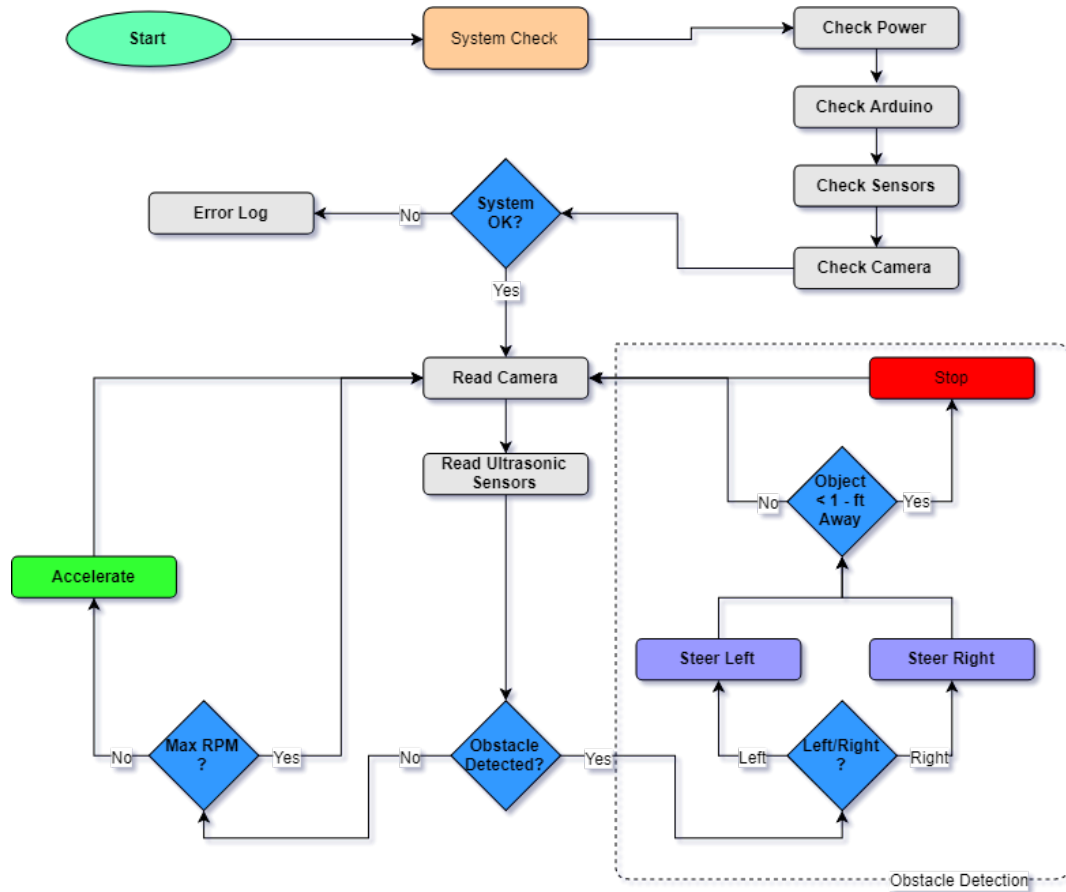 Start
System Check
Check Power
Check Arduino
Check Sensors
Check Camera
System
OK?
No
Error Log
Yes
Read Camera
Read Ultrasonic
Sensors
Stop
Object
< 1 - ft
Away
No
Yes
Accelerate
Steer Left
Steer Right
Max RPM
?
No
Yes
Obstacle
Detected?
No
Yes
Left/Right
?
Left
Right
Obstacle Detection